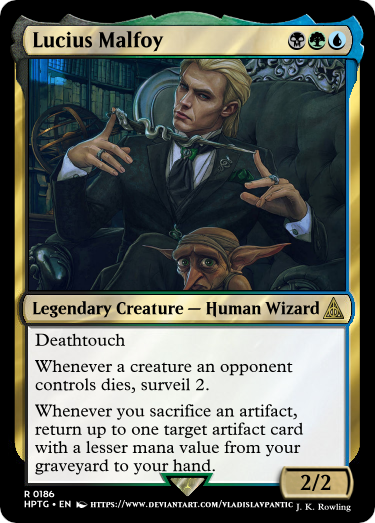 Lucius Malfoy
Legendary Creature — Human Wizard
Deathtouch
Whenever a creature an opponent
controls dies, surveil 2.
Whenever you sacrifice an artifact,
return up to one target artifact card
with a lesser mana value from your
graveyard to your hand.
2/2
R 0186
HPTG • EN HTTPS://WWW.DEVIANTART.COM/VLADISLAVPANTIC J. K. Rowling